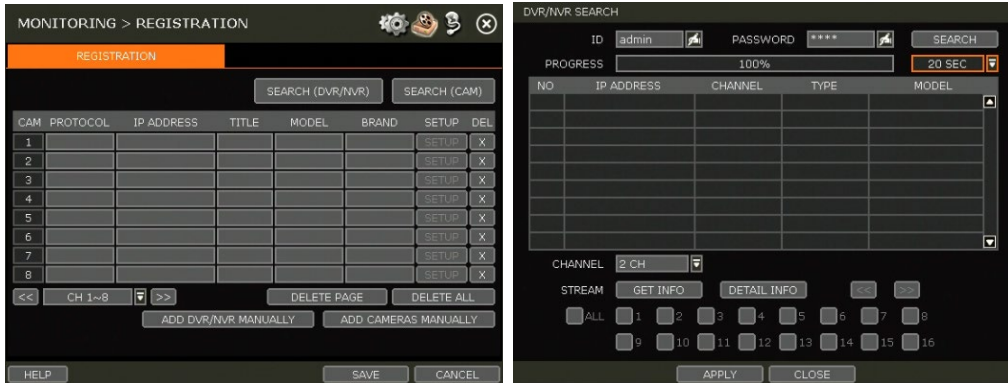 MONITORING > REGISTRATION
REGISTRATION
SEARCH (DVR/NVR) SEARCH (CAM)
CAM PROTOCOL IP ADDRESS TITLE MODEL BRAND SETUP DEL
1 SETUP X
2 SETUP X
3 SETUP X
4 SETUP X
5 SETUP X
6 SETUP X
7 SETUP X
8 SETUP X
<< CH 1~8 >> DELETE PAGE DELETE ALL
ADD DVR/NVR MANUALLY ADD CAMERAS MANUALLY
HELP SAVE CANCEL
DVR/NVR SEARCH
ID admin PASSWORD **** SEARCH
PROGRESS 100% 20 SEC
NO IP ADDRESS CHANNEL TYPE MODEL
CHANNEL 2 CH
STREAM GET INFO DETAIL INFO << >>
ALL 1 2 3 4 5 6 7 8
9 10 11 12 13 14 15 16
APPLY CLOSE